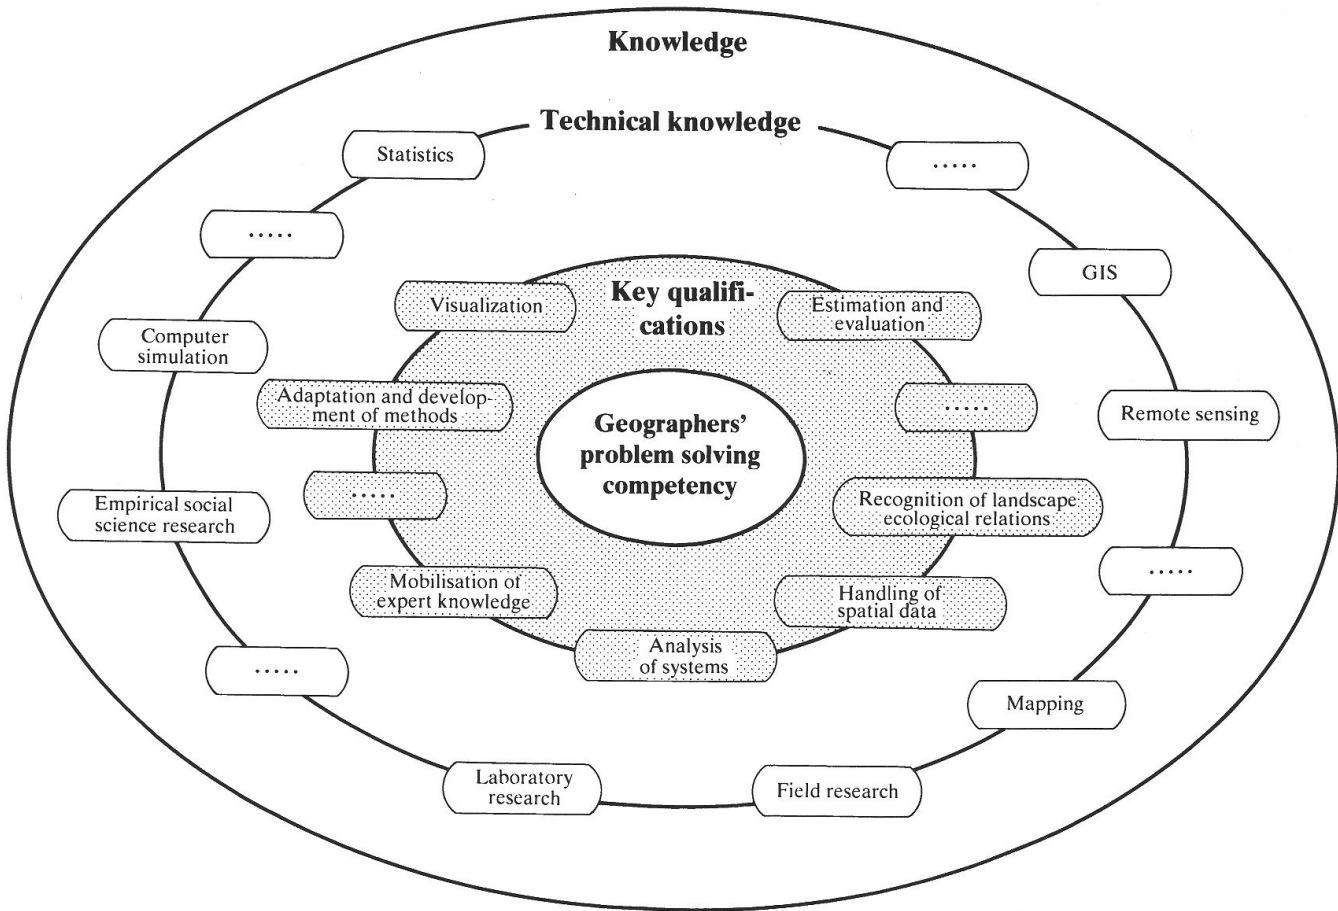 Knowledge
Technical knowledge
Statistics
.....
.....
GIS
Computer
simulation
Remote sensing
Empirical social
science research
.....
.....
Mapping
Laboratory
research
Field research
Key qualifi-
cations
Visualization
Estimation and
evaluation
Adaptation and develop-
ment of methods
.....
.....
Recognition of landscape
ecological relations
Mobilisation of
expert knowledge
Handling of
spatial data
Analysis
of systems
Geographers'
problem solving
competency